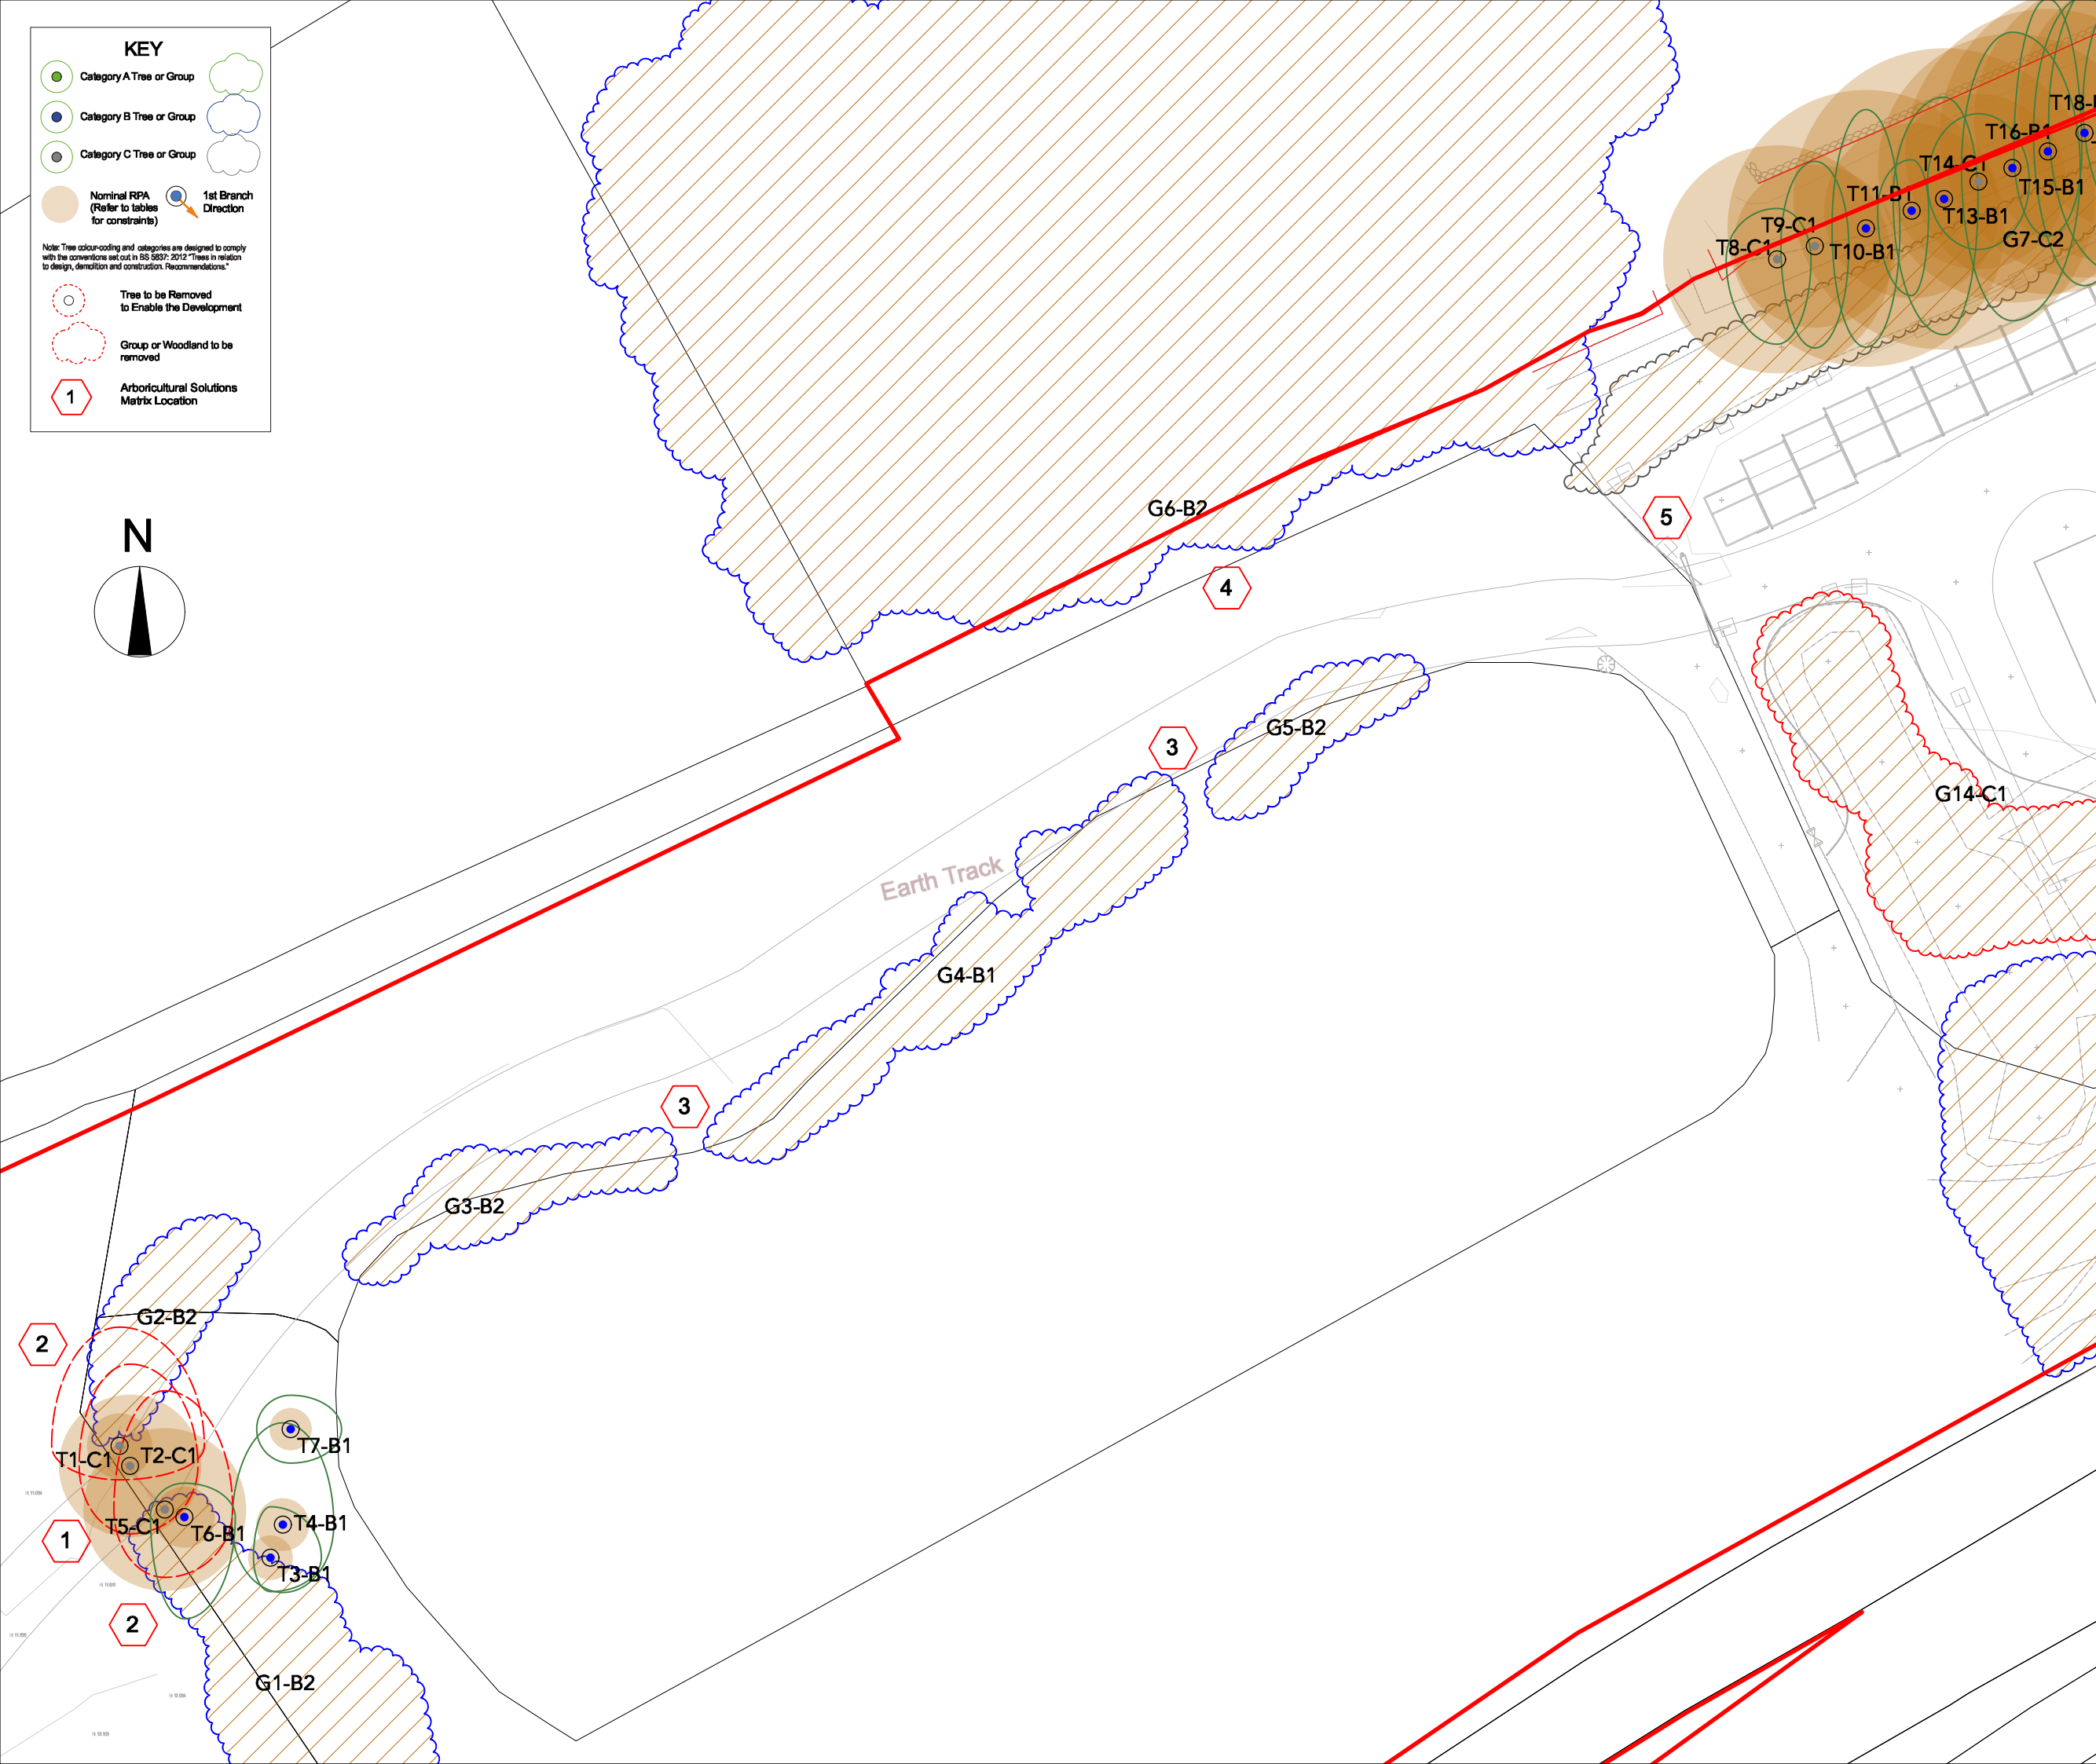 KEY
Category A Tree or Group
Category B Tree or Group
Category C Tree or Group
Nominal RPA
(Refer to tables
for constraints)
1st Branch
Direction
Note: Tree colour-coding and categories are designed to comply
with the conventions set out in BS 5837: 2012 "Trees in relation
to design, demolition and construction. Recommendations."
Tree to be Removed
to Enable the Development
Group or Woodland to be
removed
1
Arboricultural Solutions
Matrix Location
N
T16-B1
T14-C1
T15-B1
T11-B1
T13-B1
T9-C1
T8-C1
T10-B1
G7-C2
G6-B2
5
4
G5-B2
3
G14-C1
Earth Track
G4-B1
3
G3-B2
G2-B2
2
T7-B1
T1-C1
T2-C1
T5-C1
T6-B1
T4-B1
1
T3-B1
2
G1-B2